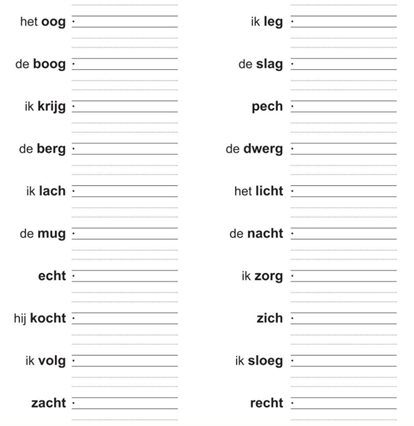 het oog
de boog
ik krijg
de berg
ik lach
de mug
echt
hij kocht
ik volg
zacht
ik leg
de slag
pech
de dwerg
het licht
de nacht
ik zorg
zich
ik sloeg
recht